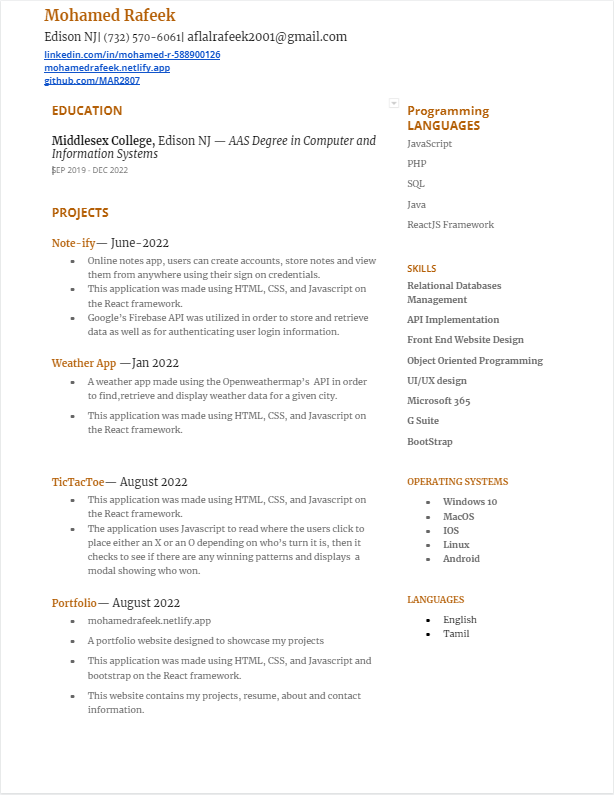 Mohamed Rafeek
Edison NJ| (732) 570-6061| aflalrafeek2001@gmail.com
linkedin.com/in/mohamed-r-588900126
mohamedrafeek.netlify.app
github.com/MAR2807
EDUCATION
Middlesex College, Edison NJ — AAS Degree in Computer and
Information Systems
SEP 2019 - DEC 2022
PROJECTS
Note-ify— June-2022
Online notes app, users can create accounts, store notes and view
them from anywhere using their sign on credentials.
This application was made using HTML, CSS, and Javascript on
the React framework.
Google's Firebase API was utilized in order to store and retrieve
data as well as for authenticating user login information.
Weather App —Jan 2022
A weather app made using the Openweathermap's API in order
to find,retrieve and display weather data for a given city.
This application was made using HTML, CSS, and Javascript on
the React framework.
TicTacToe— August 2022
This application was made using HTML, CSS, and Javascript on
the React framework.
The application uses Javascript to read where the users click to
place either an X or an O depending on who's turn it is, then it
checks to see if there are any winning patterns and displays a
modal showing who won.
Portfolio— August 2022
mohamedrafeek.netlify.app
A portfolio website designed to showcase my projects
This application was made using HTML, CSS, and Javascript and
bootstrap on the React framework.
This website contains my projects, resume, about and contact
information.
Programming
LANGUAGES
JavaScript
PHP
SQL
Java
ReactJS Framework
SKILLS
Relational Databases
Management
API Implementation
Front End Website Design
Object Oriented Programming
UI/UX design
Microsoft 365
G Suite
BootStrap
OPERATING SYSTEMS
Windows 10
MacOS
IOS
Linux
Android
LANGUAGES
English
Tamil